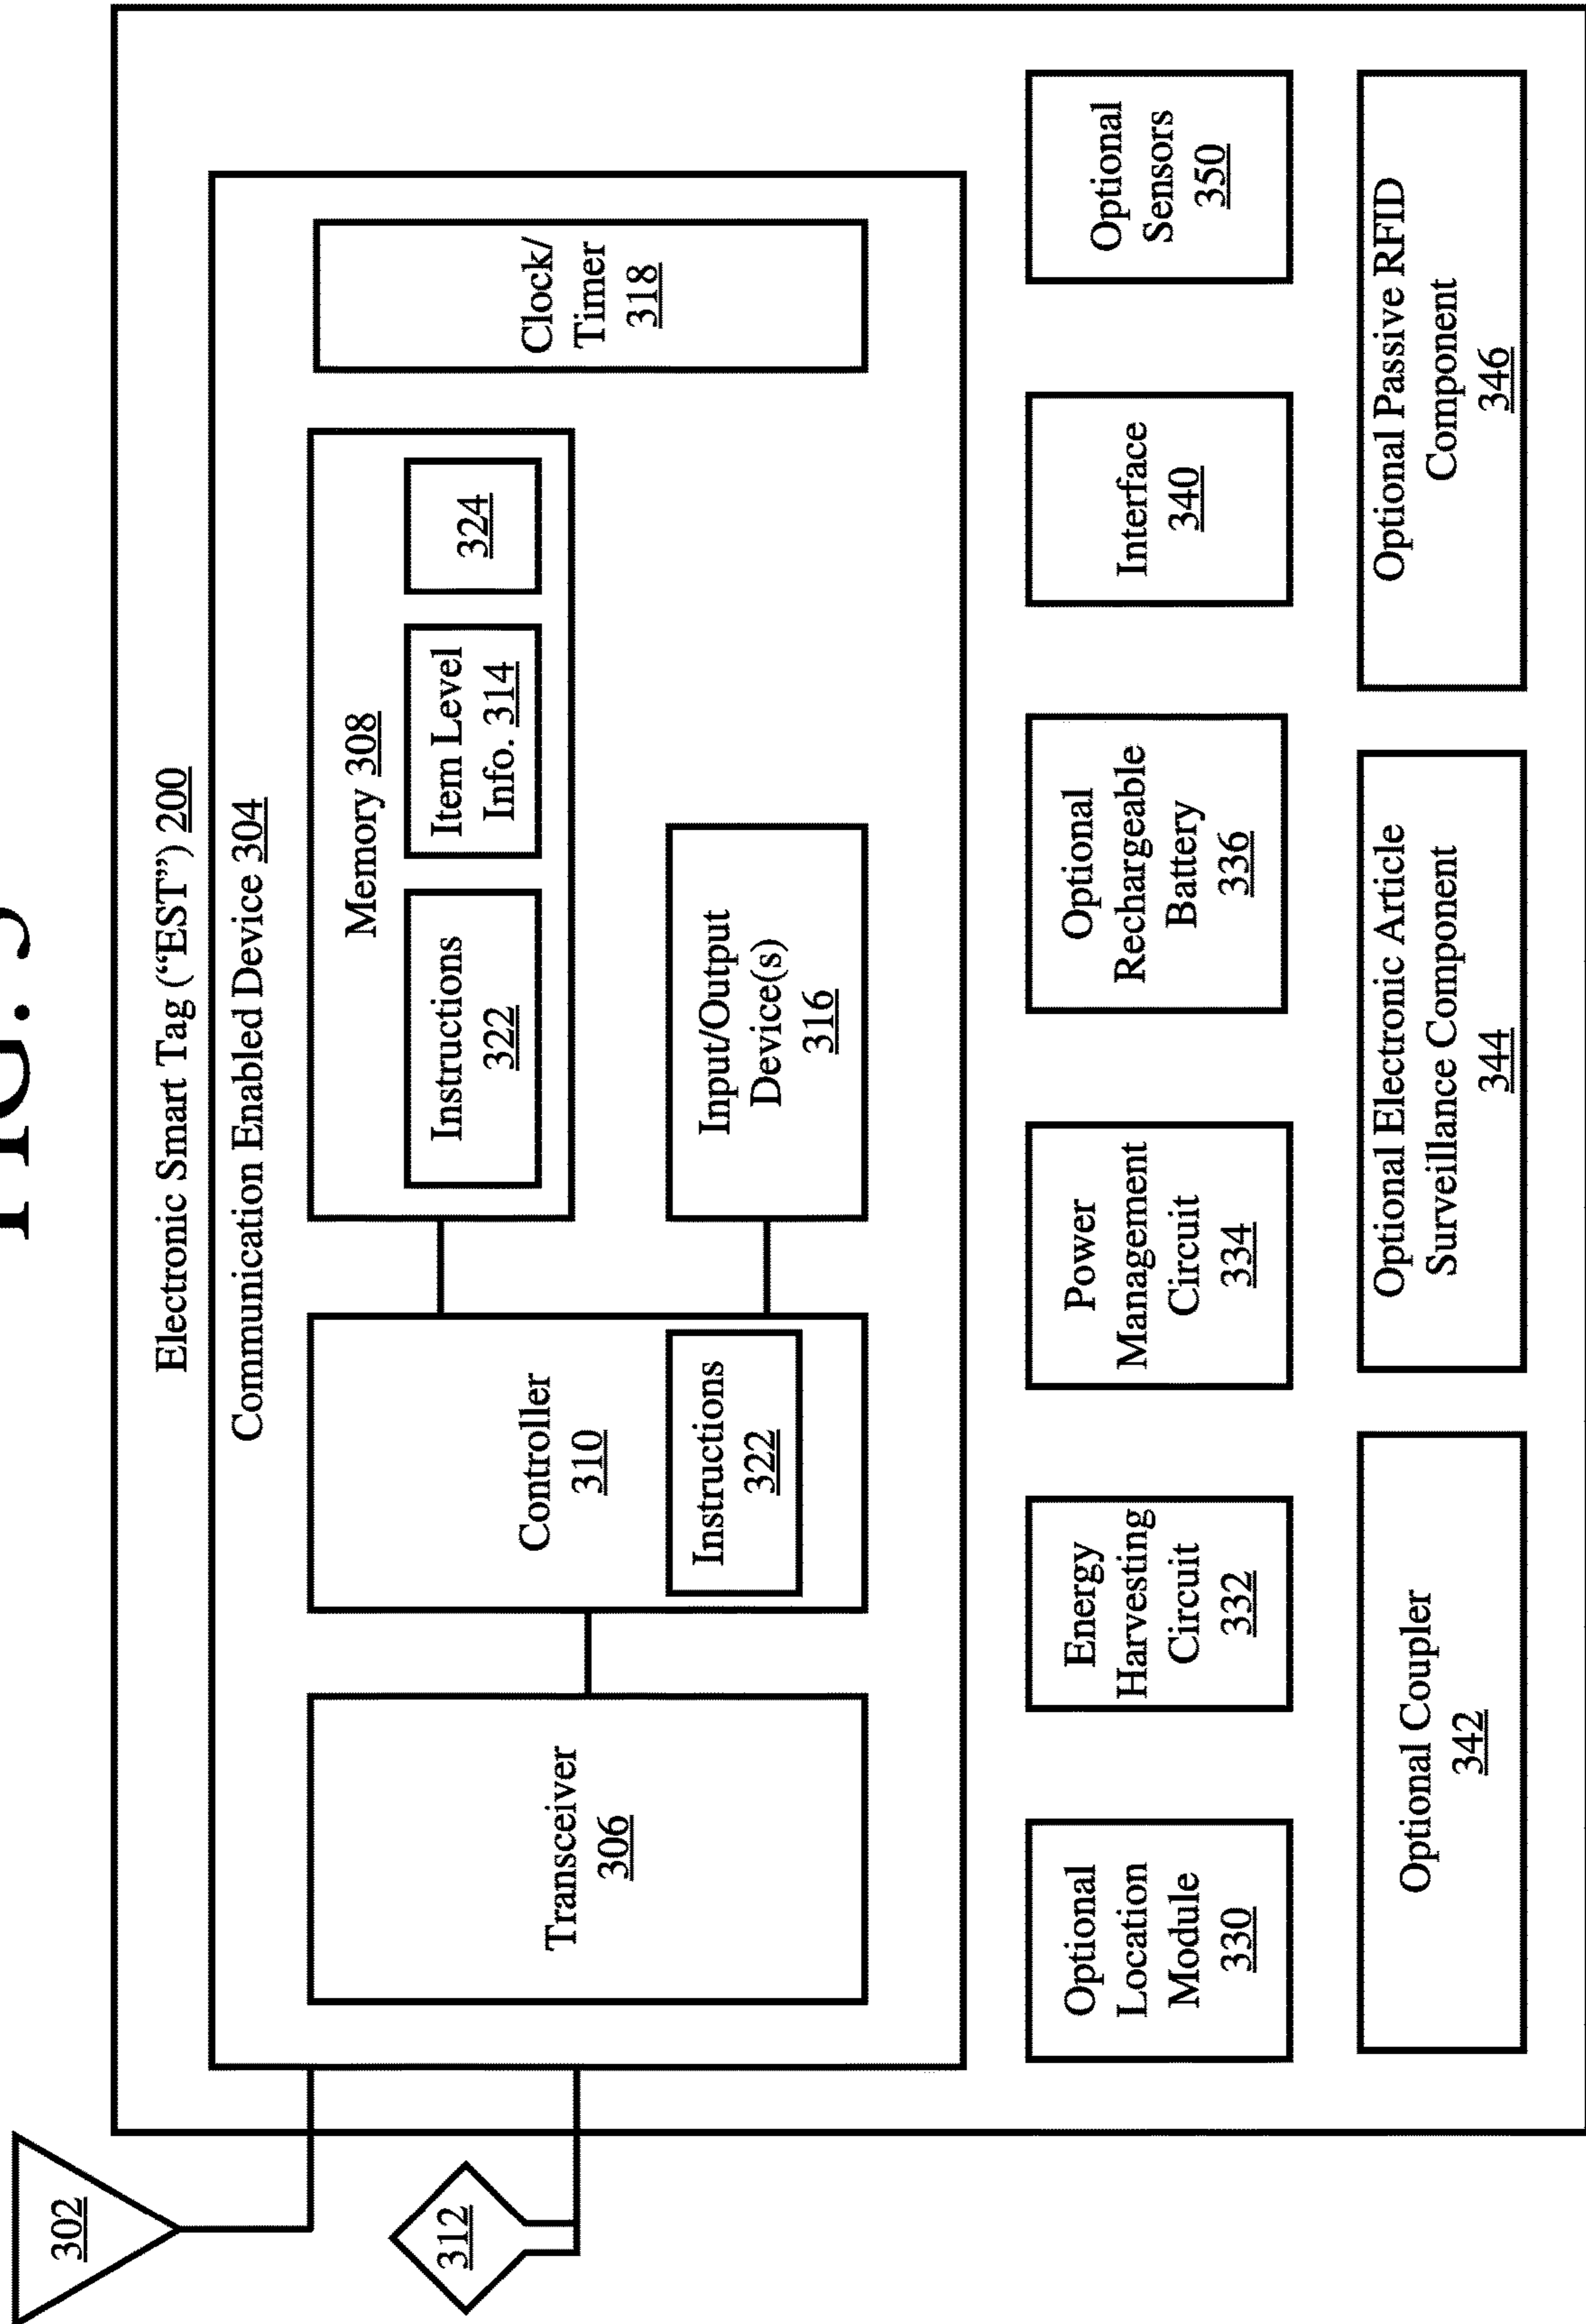 FIG.
302
312
Electronic Smart Tag (“EST”) 200
Communication Enabled Device 304
Transceiver
306
Controller
310
Instructions
322
Memory 308
Instructions
322
Item Level
Info. 314
324
Input/Output
Device(s)
316
Clock/
Timer
318
Optional
Location
Module
330
Energy
Harvesting
Circuit
332
Power
Management
Circuit
334
Optional
Rechargeable
Battery
336
Interface
340
Optional
Sensors
350
Optional Coupler
342
Optional Electronic Article
Surveillance Component
344
Optional Passive RFID
Component
346